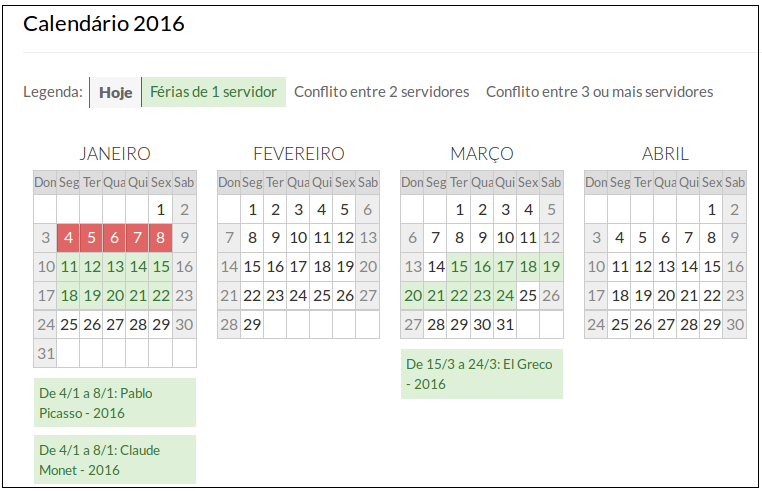 Calendário 2016
Legenda: Hoje Férias de 1 servidor Conflito entre 2 servidores Conflito entre 3 ou mais servidores
JANEIRO FEVEREIRO MARÇO ABRIL
Dom Seg Ter Qua Qui Sex Sab Dom Seg Ter Qua Qui Sex Sab Dom Seg Ter Qua Qui Sex Sab Dom Seg Ter Qua Qui Sex Sab
1 2 1 2 3 4 5 6 1 2 3 4 5 1 2
3 4 5 6 7 8 9 7 8 9 10 11 12 13 6 7 8 9 10 11 12 3 4 5 6 7 8 9
10 11 12 13 14 15 16 14 15 16 17 18 19 20 13 14 15 16 17 18 19 10 11 12 13 14 15 16
17 18 19 20 21 22 23 21 22 23 24 25 26 27 20 21 22 23 24 25 26 17 18 19 20 21 22 23
24 25 26 27 28 29 30 28 29 27 28 29 30 31 24 25 26 27 28 29 30
31
De 4/1 a 8/1: Pablo
Picasso - 2016
De 4/1 a 8/1: Claude
Monet - 2016
De 15/3 a 24/3: El Greco
- 2016